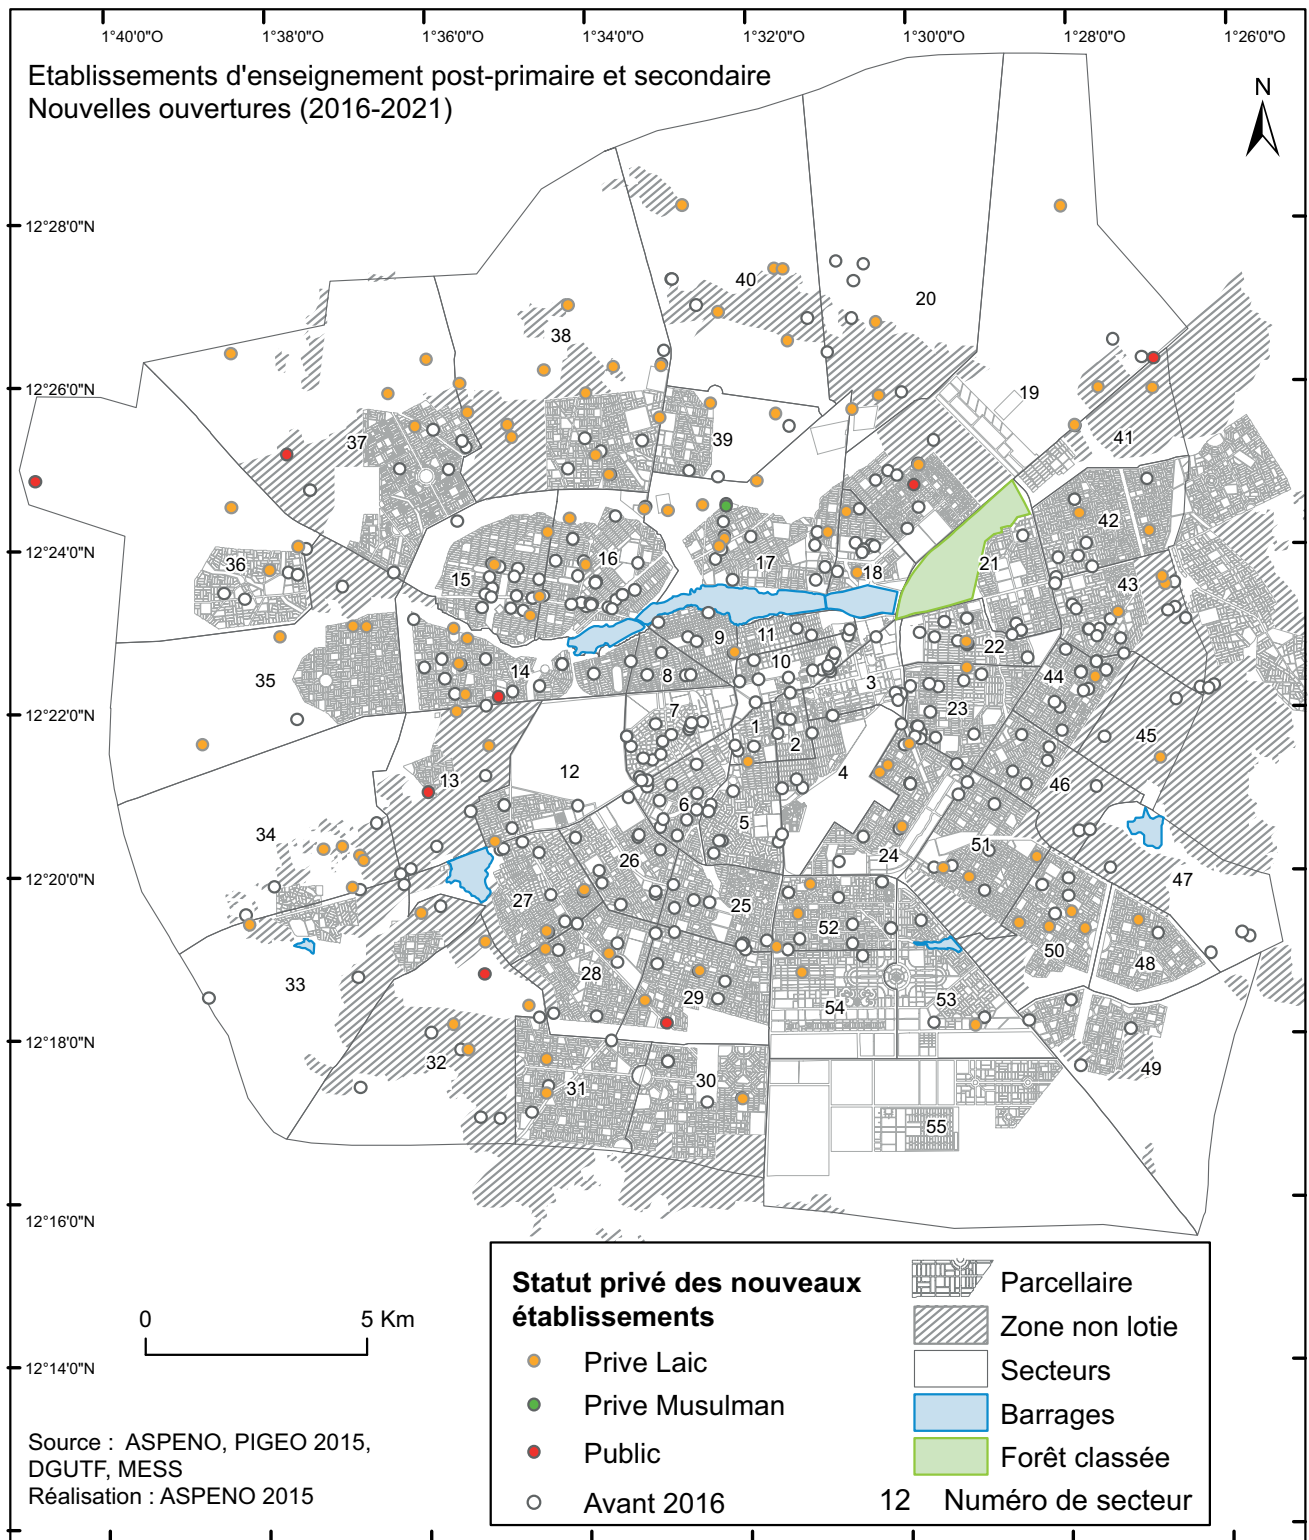 1°40'0"O 1°38'0"O 1°36'0"O 1°34'0"O 1°32'0"O 1°30'0"O 1°28'0"O 1°26'0"O
Etablissements d'enseignement post-primaire et secondaire
Nouvelles ouvertures (2016-2021)
N
12°28'0"N
40
20
38
12°26'0"N
19
37
39
41
42
12°24'0"N
36
15
16
17
18
21
43
9
11
22
35
14
8
10
3
44
12°22'0"N
7
1
2
23
45
13
12
4
46
34
6
5
51
26
24
12°20'0"N
47
27
25
52
50
48
33
28
29
54
53
12°18'0"N
32
31
30
49
55
12°16'0"N
Statut privé des nouveaux
établissements
Prive Laic
Prive Musulman
Public
Avant 2016
Parcellaire
Zone non lotie
Secteurs
Barrages
Forêt classée
12 Numéro de secteur
0 5 Km
12°14'0"N
Source : ASPENO, PIGEO 2015,
DGUTF, MESS
Réalisation : ASPENO 2015